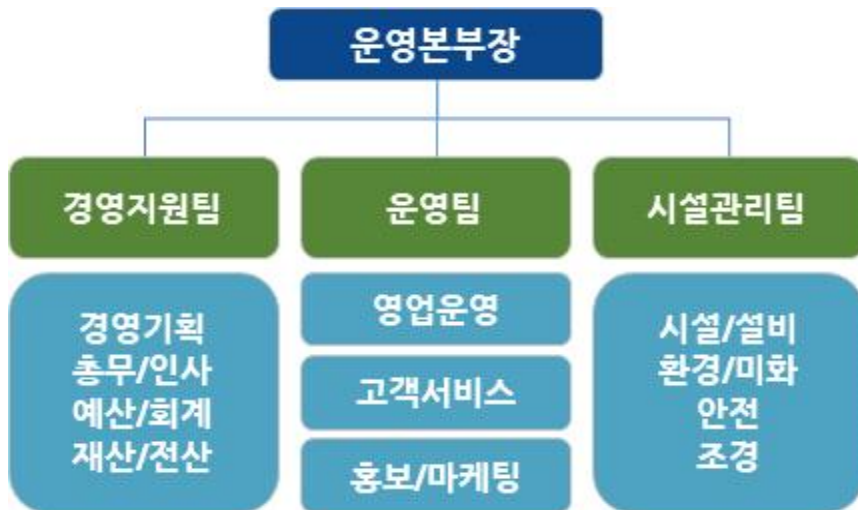 운영본부장
경영지원팀
운영팀
시설관리팀
경영기획
총무/인사
예산/회계
재산/전산
영업운영
고객서비스
홍보/마케팅
시설/설비
환경/미화
안전
조경